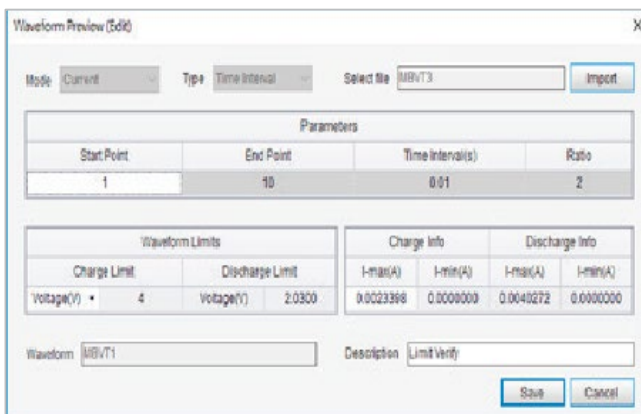 Waveform Preview (Edit) X
Mode Current Type Time Interval Select file MBVT3 Import
Parameters
Start Point End Point Time Interval(s) Ratio
1 10 0.01 2
Waveform Limits Charge Info Discharge Info
Charge Limit Discharge Limit I-max(A) I-min(A) I-max(A) I-min(A)
Voltage(V) 4 Voltage(V) 2.0300 0.0023398 0.0000000 0.0040272 0.0000000
Waveform MBVT1 Description Limit Verify
Save Cancel